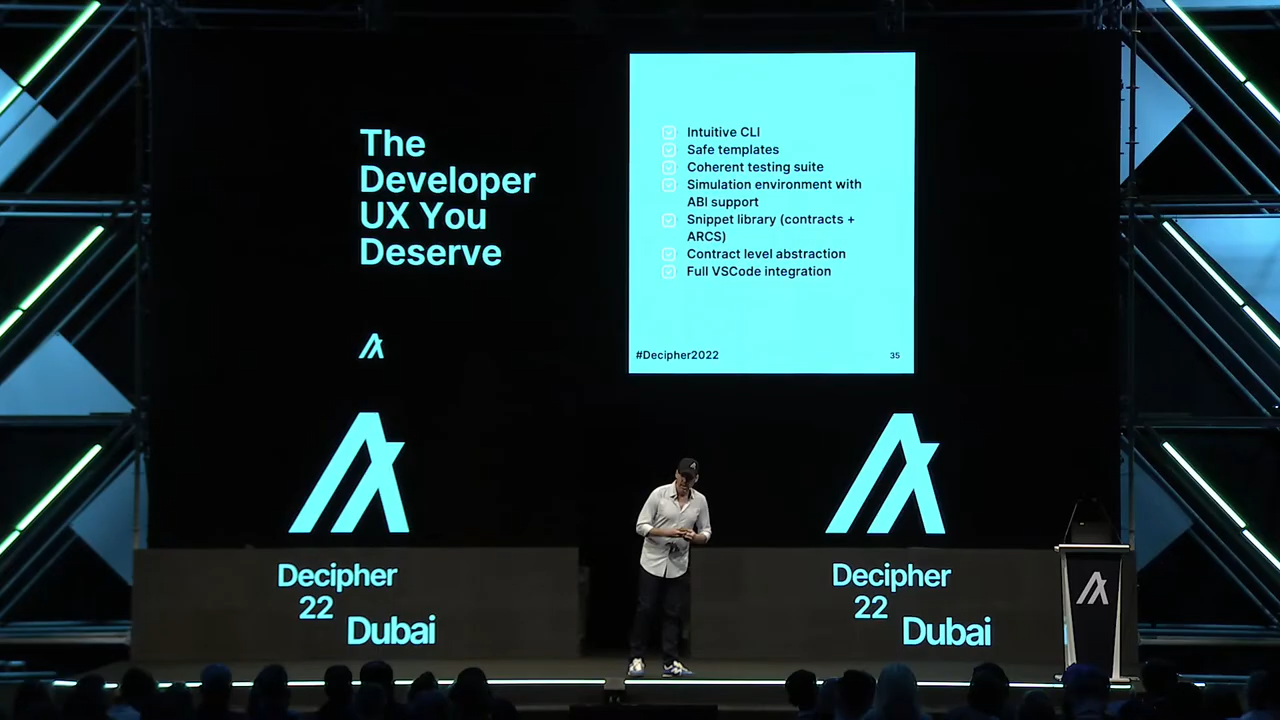 The
Developer
UX You
Deserve
Intuitive CLI
Safe templates
Coherent testing suite
Simulation environment with
ABI support
Snippet library (contracts +
ARCS)
Contract level abstraction
Full VSCode integration
#Decipher2022
35
Decipher
22
Dubai
Decipher
22
Dubai